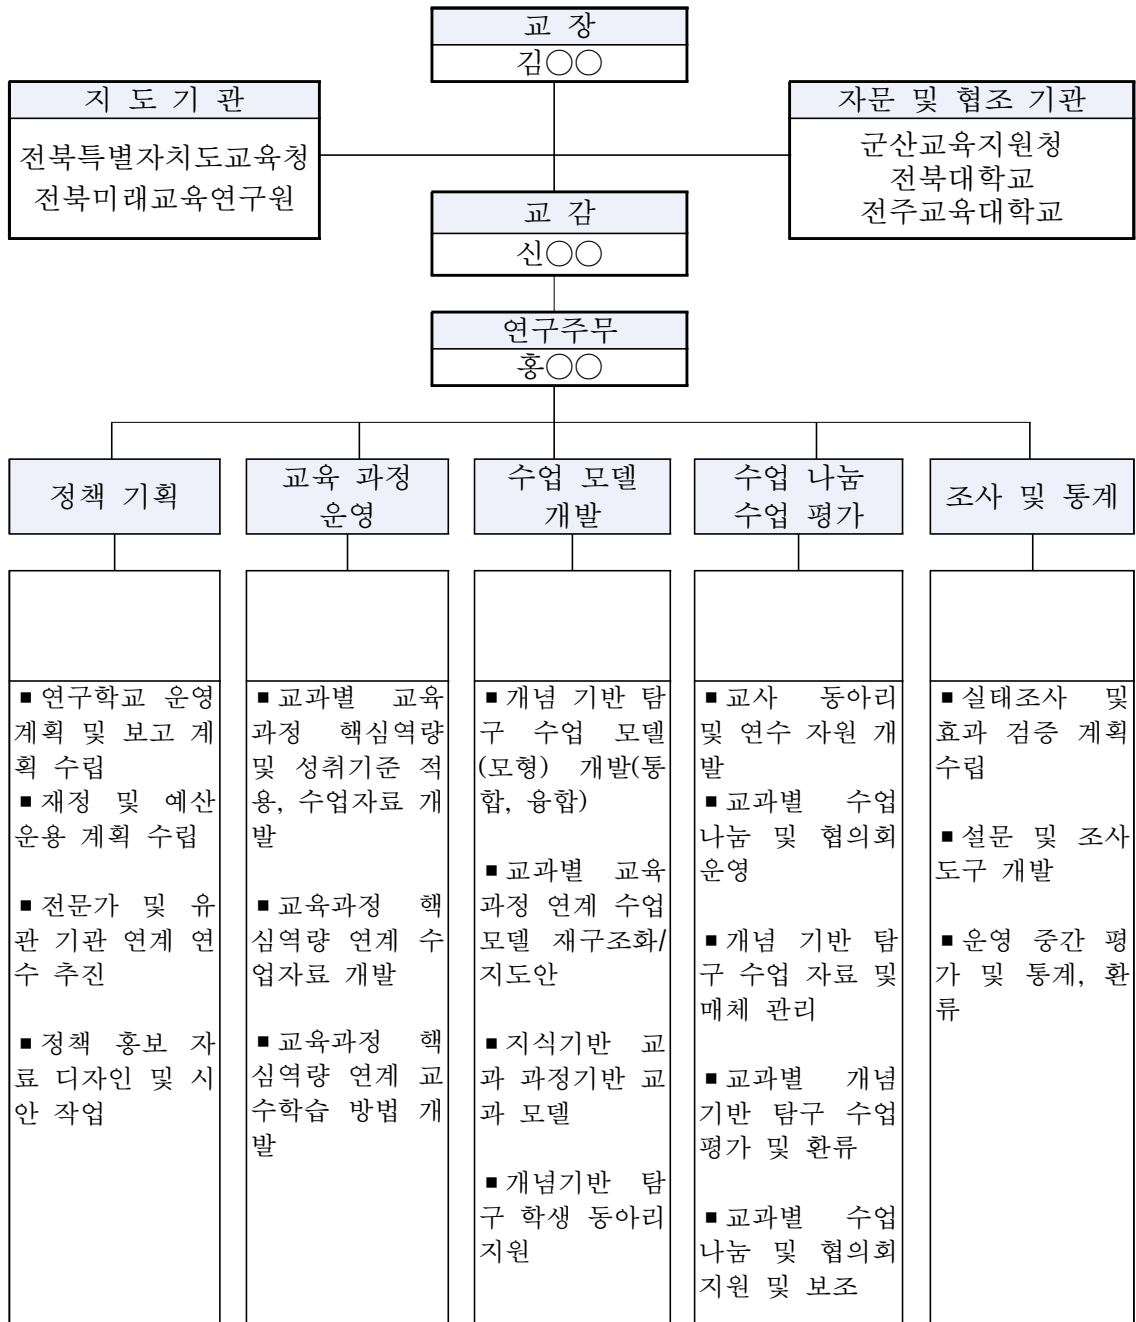 교 장
김○○
지 도 기 관
전북특별자치도교육청
전북미래교육연구원
자문 및 협조 기관
군산교육지원청
전북대학교
전주교육대학교
교 감
신○○
연구주무
홍○○
정책 기획
교육 과정
운영
수업 모델
개발
수업 나눔
수업 평가
조사 및 통계
▪연구학교 운영
계획 및 보고 계
획 수립
▪재정 및 예산
운용 계획 수립
▪전문가 및 유
관 기관 연계 연
수 추진
▪정책 홍보 자
료 디자인 및 시
안 작업
▪교과별 교육
과정 핵심역량
및 성취기준 적
용, 수업자료 개
발
▪교육과정 핵
심역량 연계 수
업자료 개발
▪교육과정 핵
심역량 연계 교
수학습 방법 개
발
▪개념 기반 탐
구 수업 모델
(모형) 개발(통
합, 융합)
▪교과별 교육
과정 연계 수업
모델 재구조화/
지도안
▪지식기반 교
과 과정기반 교
과 모델
▪개념기반 탐
구 학생 동아리
지원
▪교사 동아리
및 연수 자원 개
발
▪교과별 수업
나눔 및 협의회
운영
▪개념 기반 탐
구 수업 자료 및
매체 관리
▪교과별 개념
기반 탐구 수업
평가 및 환류
▪교과별 수업
나눔 및 협의회
지원 및 보조
▪실태조사 및
효과 검증 계획
수립
▪설문 및 조사
도구 개발
▪운영 중간 평
가 및 통계, 환
류